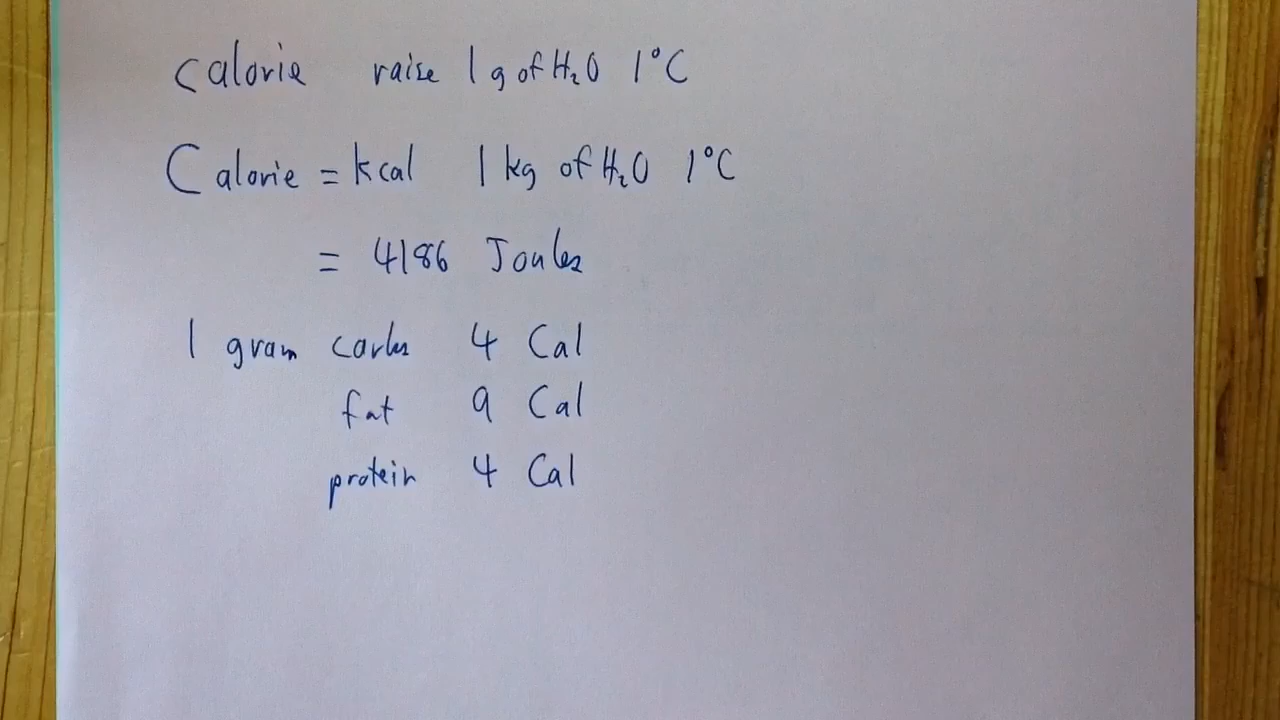 calorie raise 1 g of H₂O 1°C
Calorie = kcal 1 kg of H₂O 1°C
= 4186 Joules
1 gram carbs 4 Cal
fat 9 Cal
protein 4 Cal